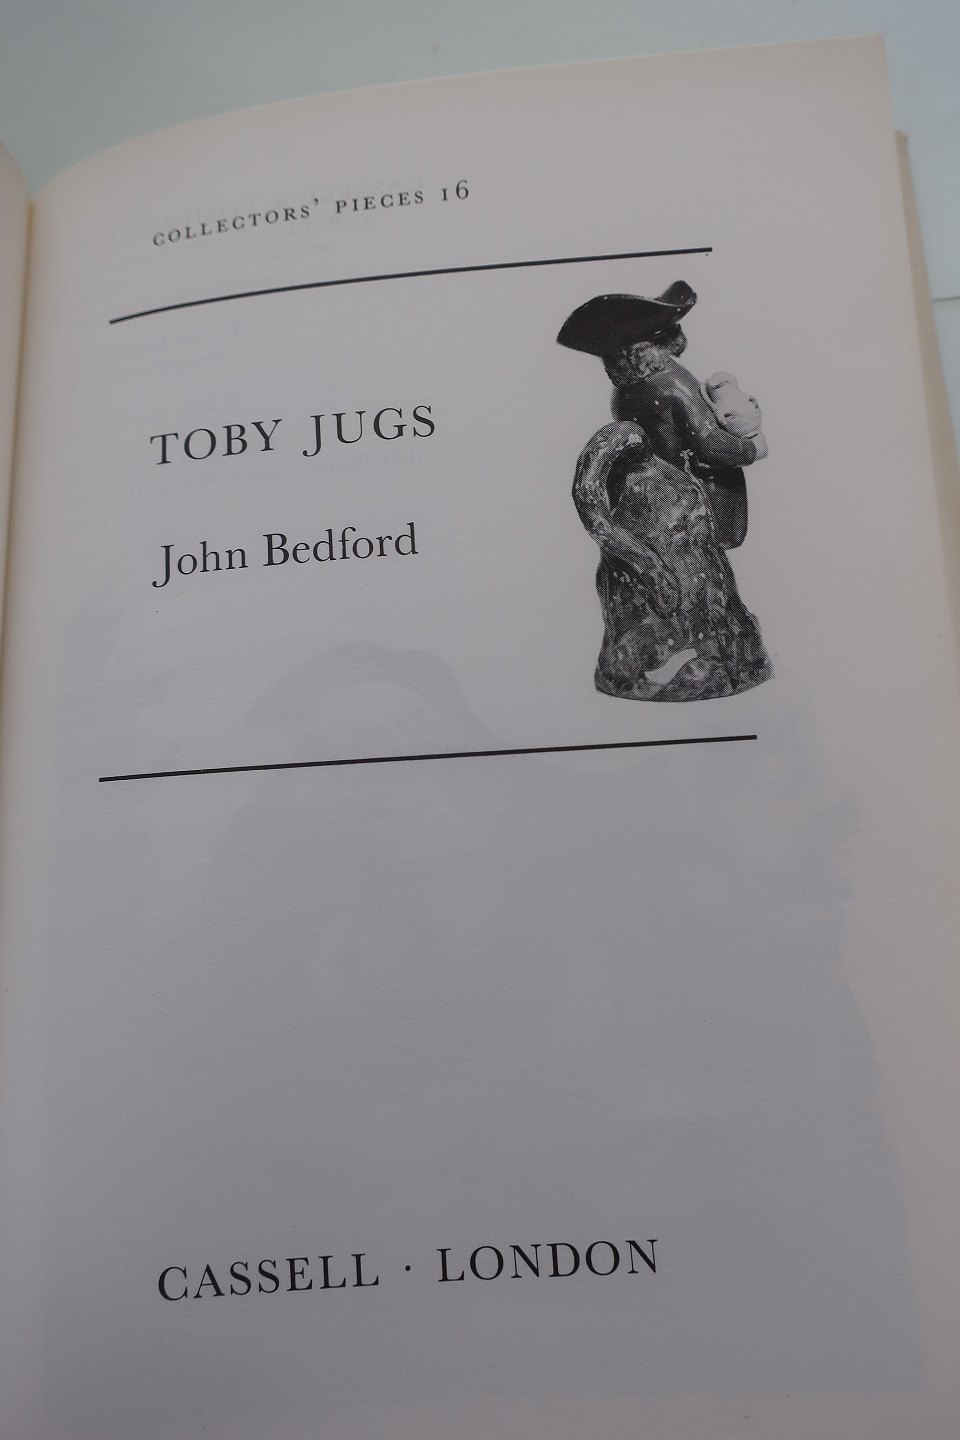 COLLECTORS' PIECES 16
TOBY JUGS
John Bedford
CASSELL · LONDON